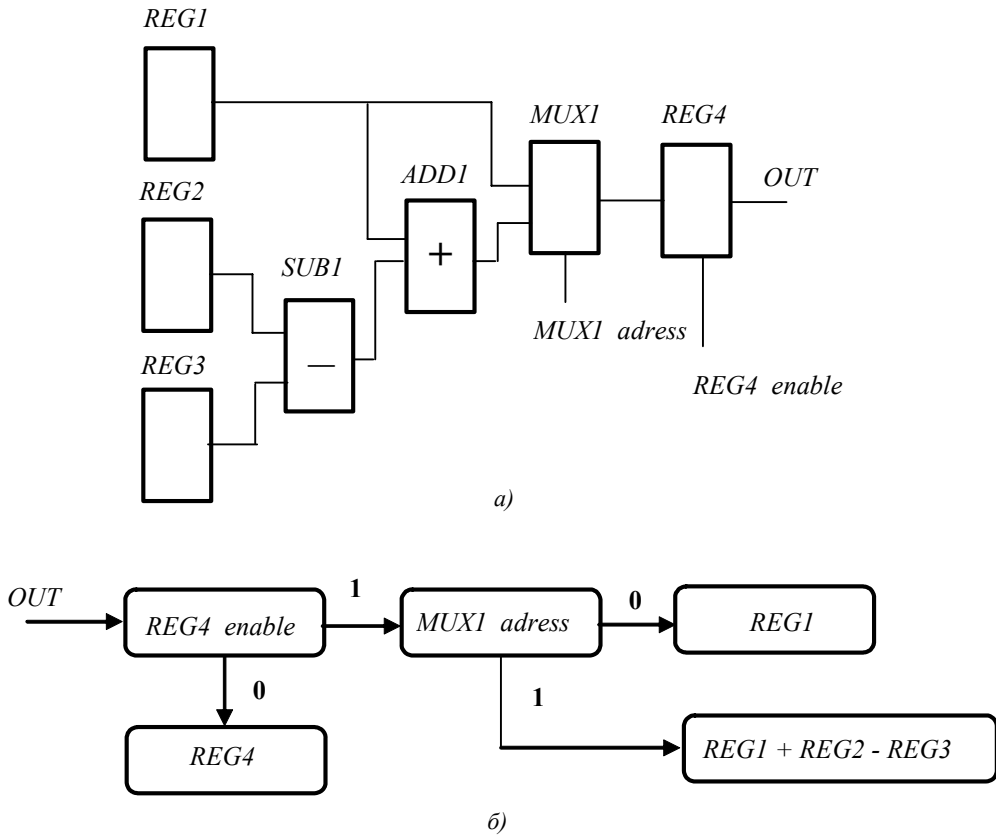 REG1
MUX1
REG4
ADD1
OUT
REG2
+
SUB1
MUX1 adress
REG3
—
REG4 enable
а)
OUT
1
0
REG4 enable
MUX1 adress
REG1
0
1
REG4
REG1 + REG2 - REG3
б)